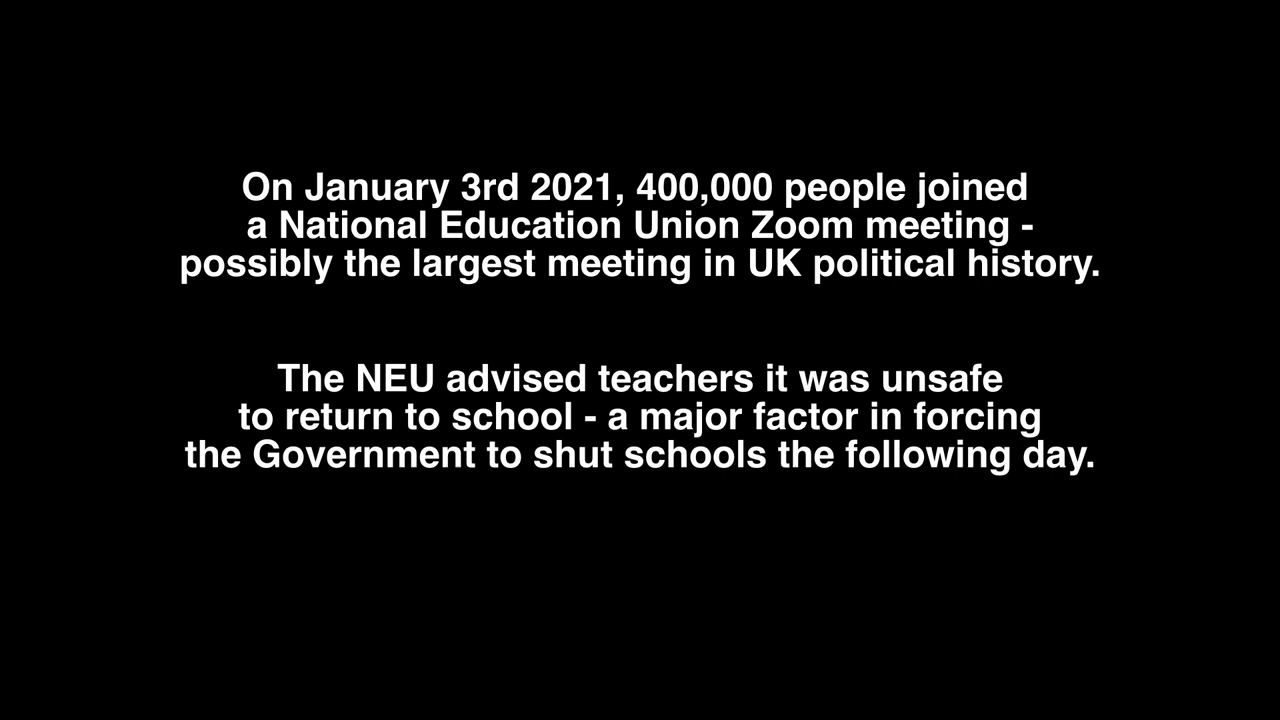 On January 3rd 2021, 400,000 people joined
a National Education Union Zoom meeting -
possibly the largest meeting in UK political history.
The NEU advised teachers it was unsafe
to return to school - a major factor in forcing
the Government to shut schools the following day.